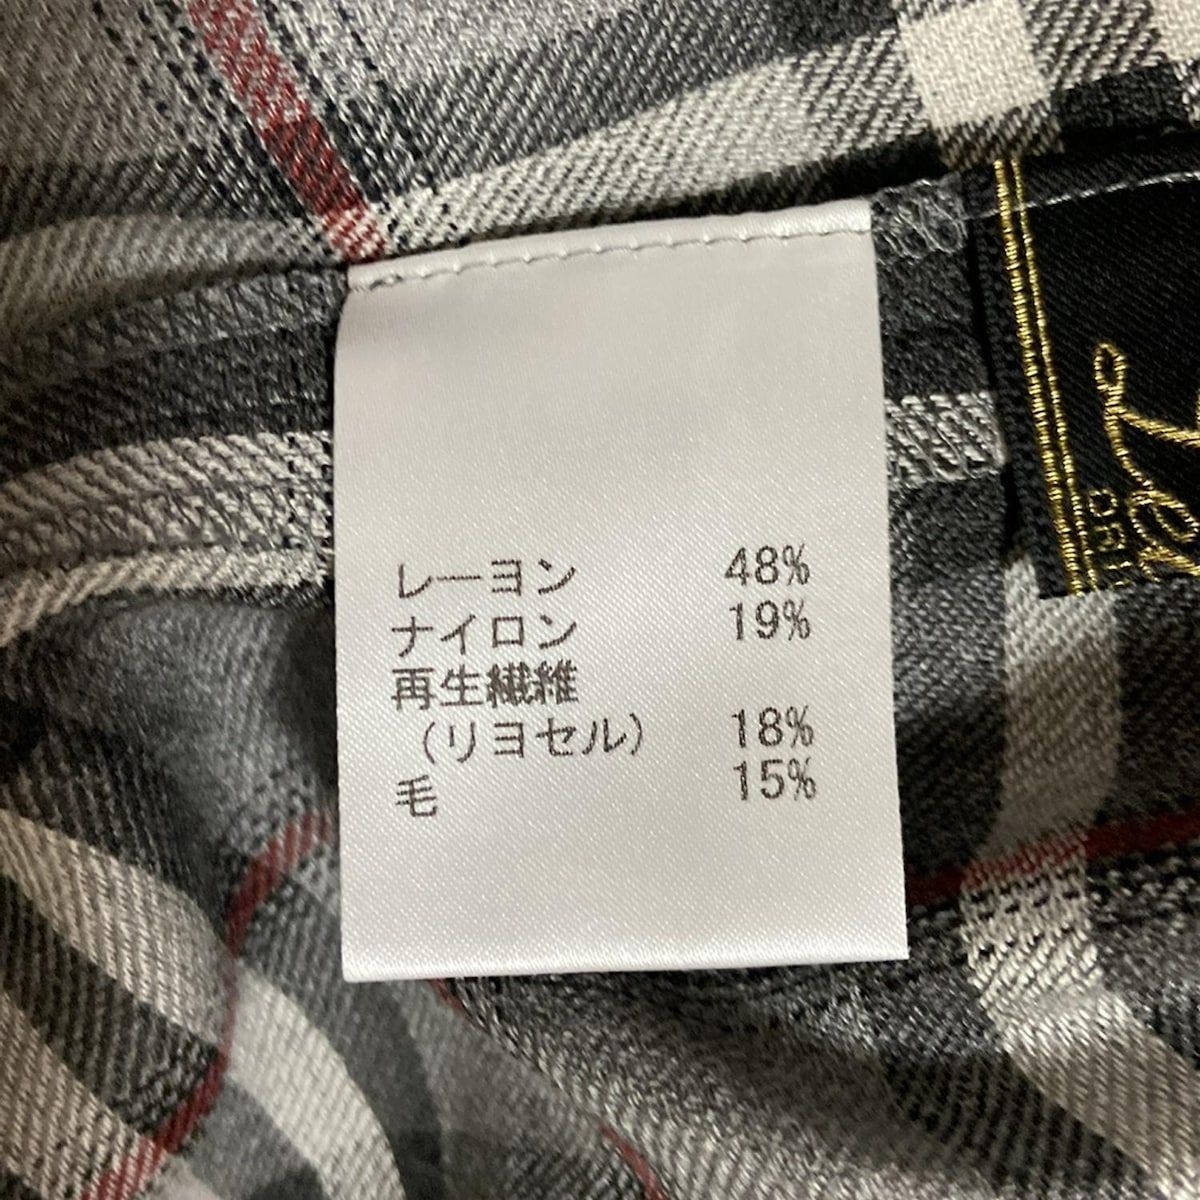 レーヨン 48%
ナイロン 19%
再生繊維
（リヨセル） 18%
毛 15%